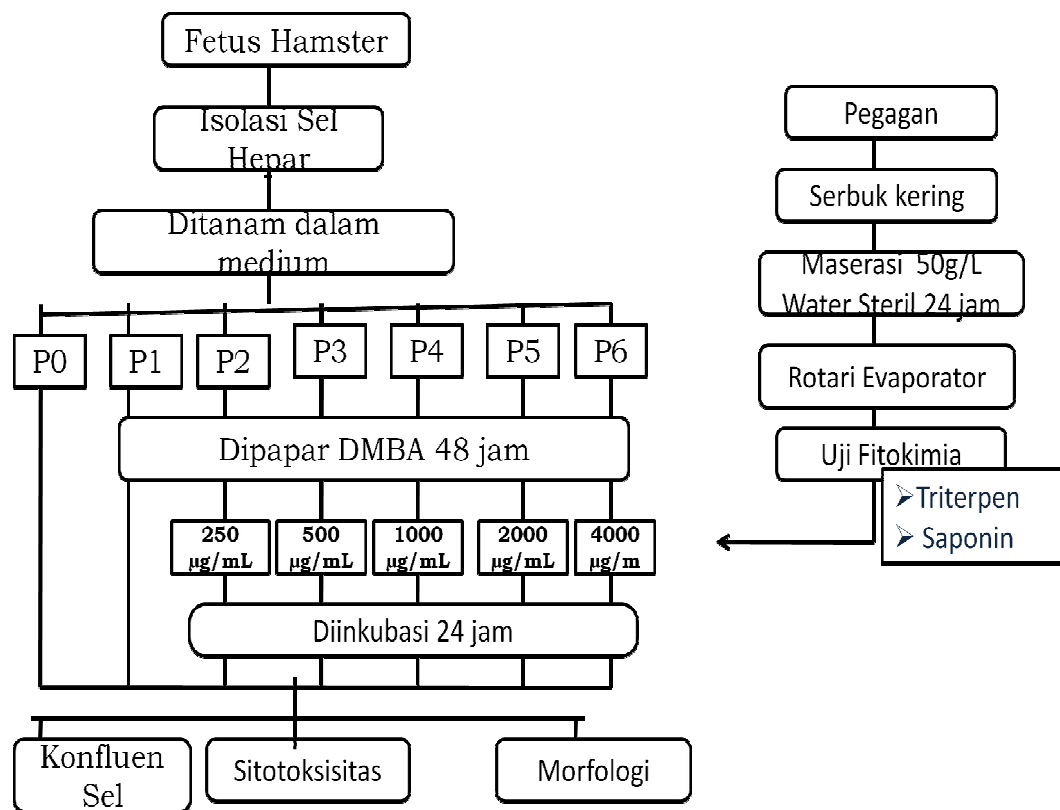 Fetus Hamster
Isolasi Sel
Hepar
Ditanam dalam
medium
P0 P1 P2 P3 P4 P5 P6
Dipapar DMBA 48 jam
250 500 1000 2000 4000
µg/mL µg/mL µg/mL µg/mL µg/m
Diinkubasi 24 jam
Konfluen
Sel
Sitotoksisitas
Morfologi
Pegagan
Serbuk kering
Maserasi 50g/L
Water Steril 24 jam
Rotari Evaporator
Uji Fitokimia
➢Triterpen
➢ Saponin